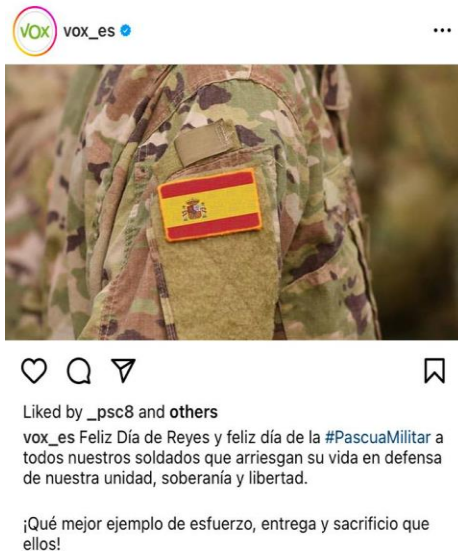 VOX vox_es
Liked by _psc8 and others
vox_es Feliz Día de Reyes y feliz día de la #PascuaMilitar a
todos nuestros soldados que arriesgan su vida en defensa
de nuestra unidad, soberanía y libertad.
¡Qué mejor ejemplo de esfuerzo, entrega y sacrificio que
ellos!